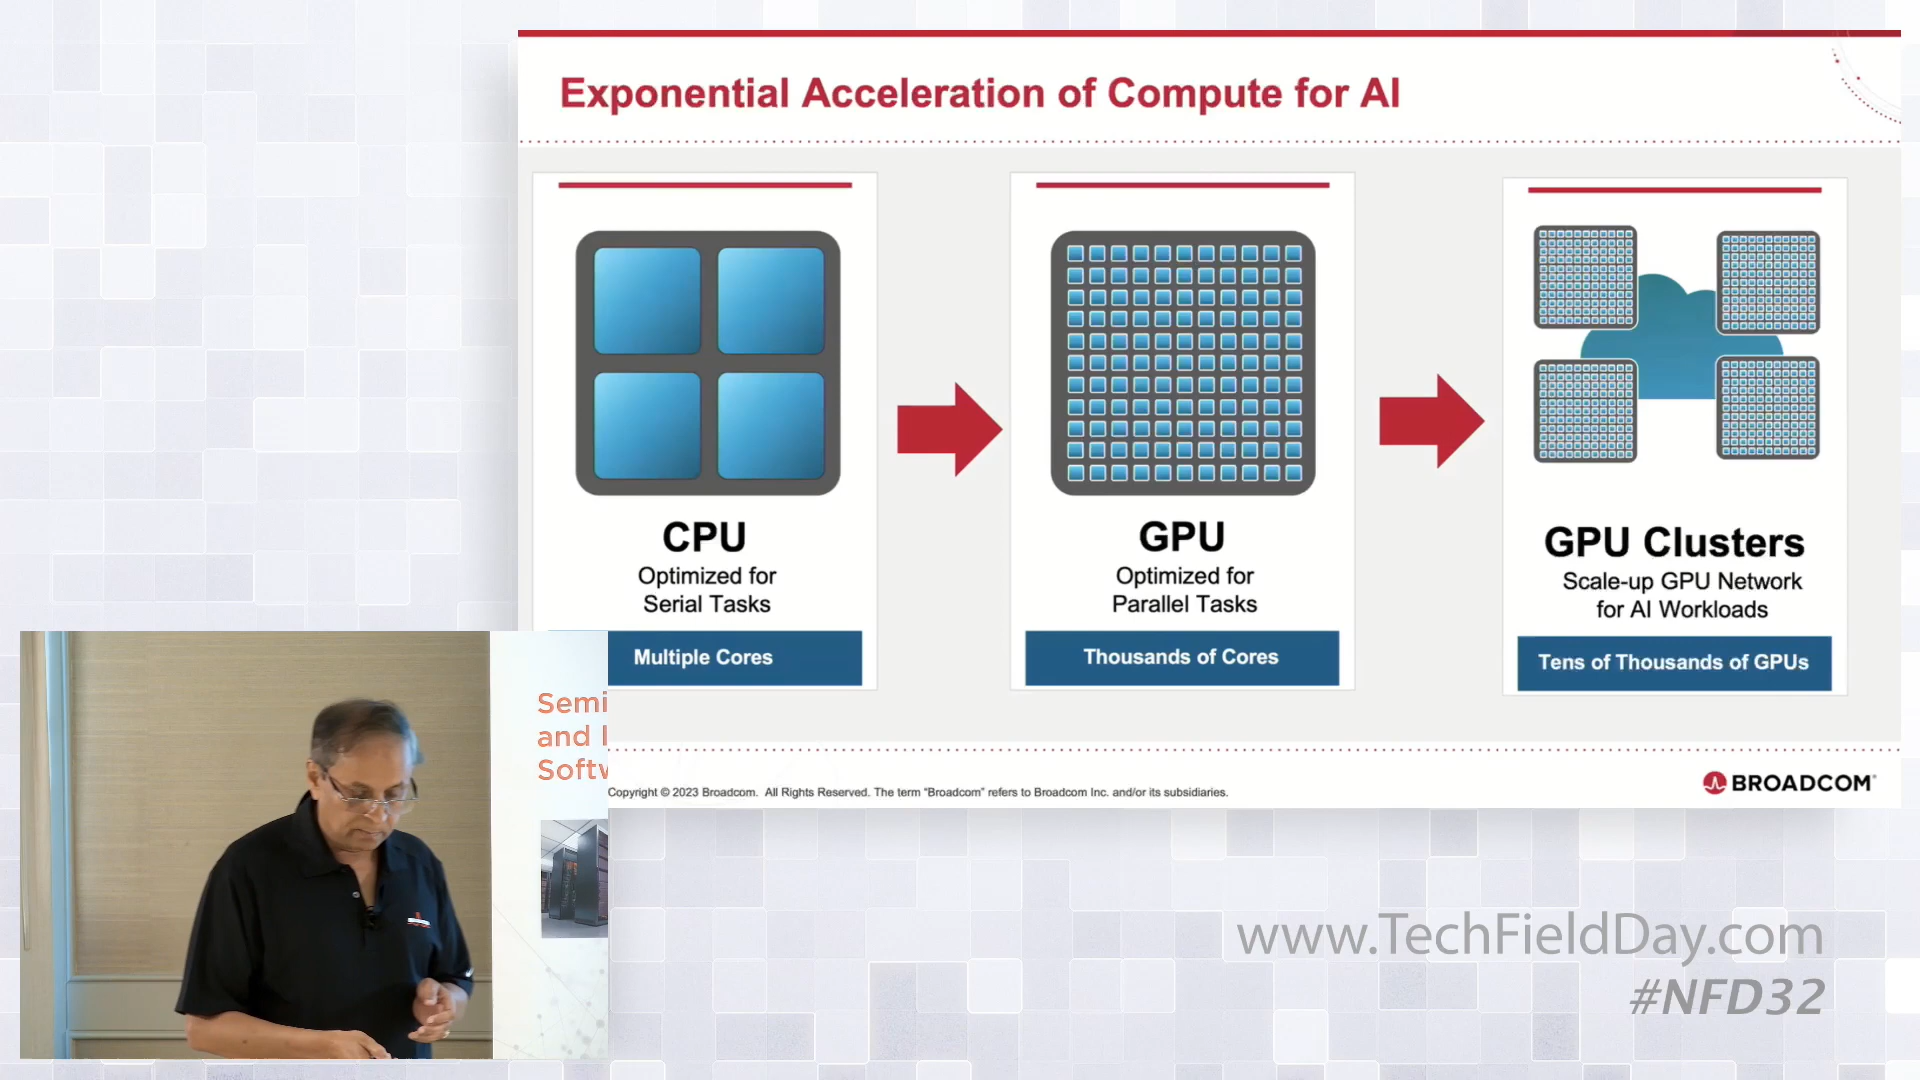 Exponential Acceleration of Compute for AI
CPU
Optimized for
Serial Tasks
Multiple Cores
GPU
Optimized for
Parallel Tasks
Thousands of Cores
GPU Clusters
Scale-up GPU Network
for AI Workloads
Tens of Thousands of GPUs
Semi
and I
Softw
Copyright © 2023 Broadcom. All Rights Reserved. The term “Broadcom” refers to Broadcom Inc. and/or its subsidiaries.
BROADCOM®
www.TechFieldDay.com
#NFD32